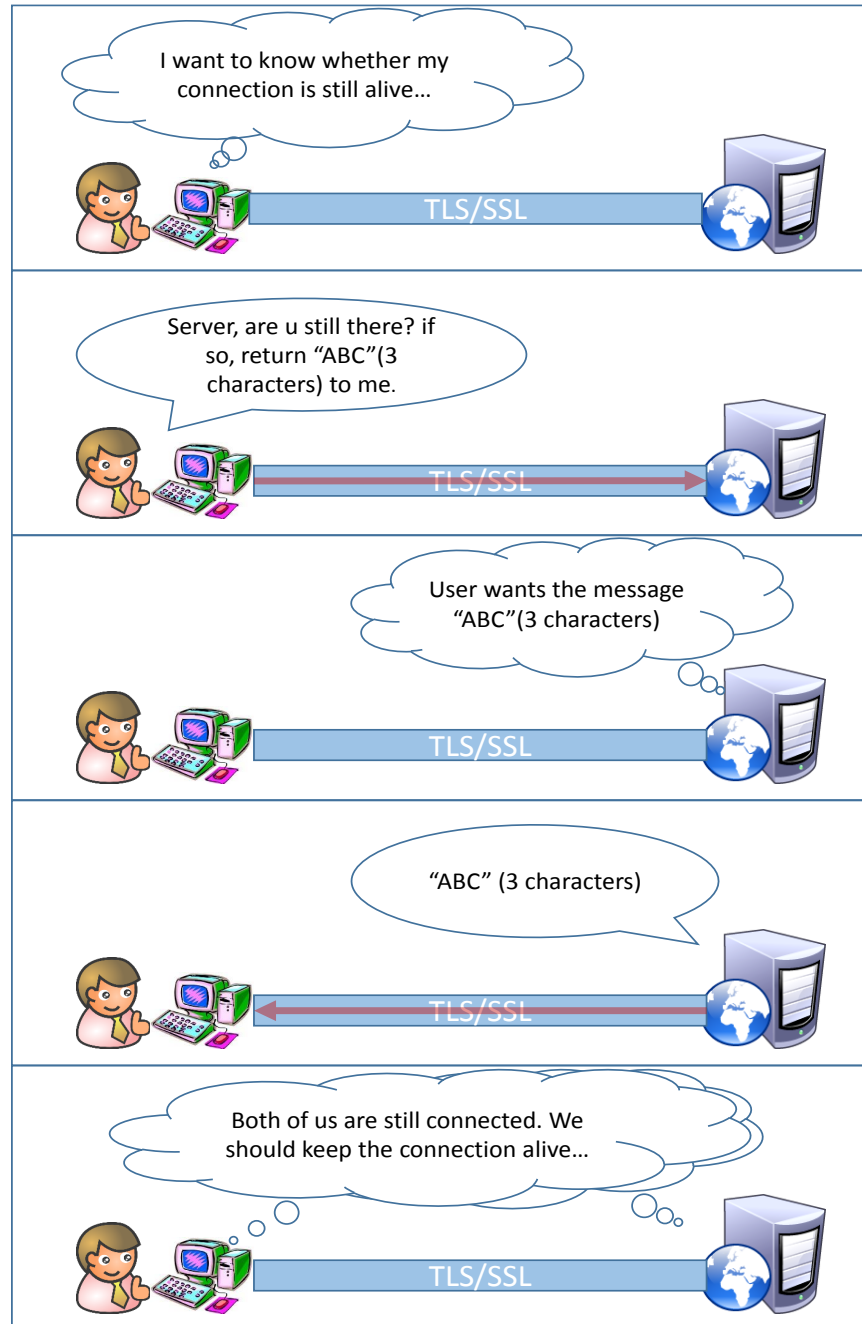 I want to know whether my
connection is still alive…
TLS/SSL
Server, are u still there? if
so, return “ABC”(3
characters) to me.
TLS/SSL
User wants the message
“ABC”(3 characters)
TLS/SSL
“ABC” (3 characters)
TLS/SSL
Both of us are still connected. We
should keep the connection alive…
TLS/SSL